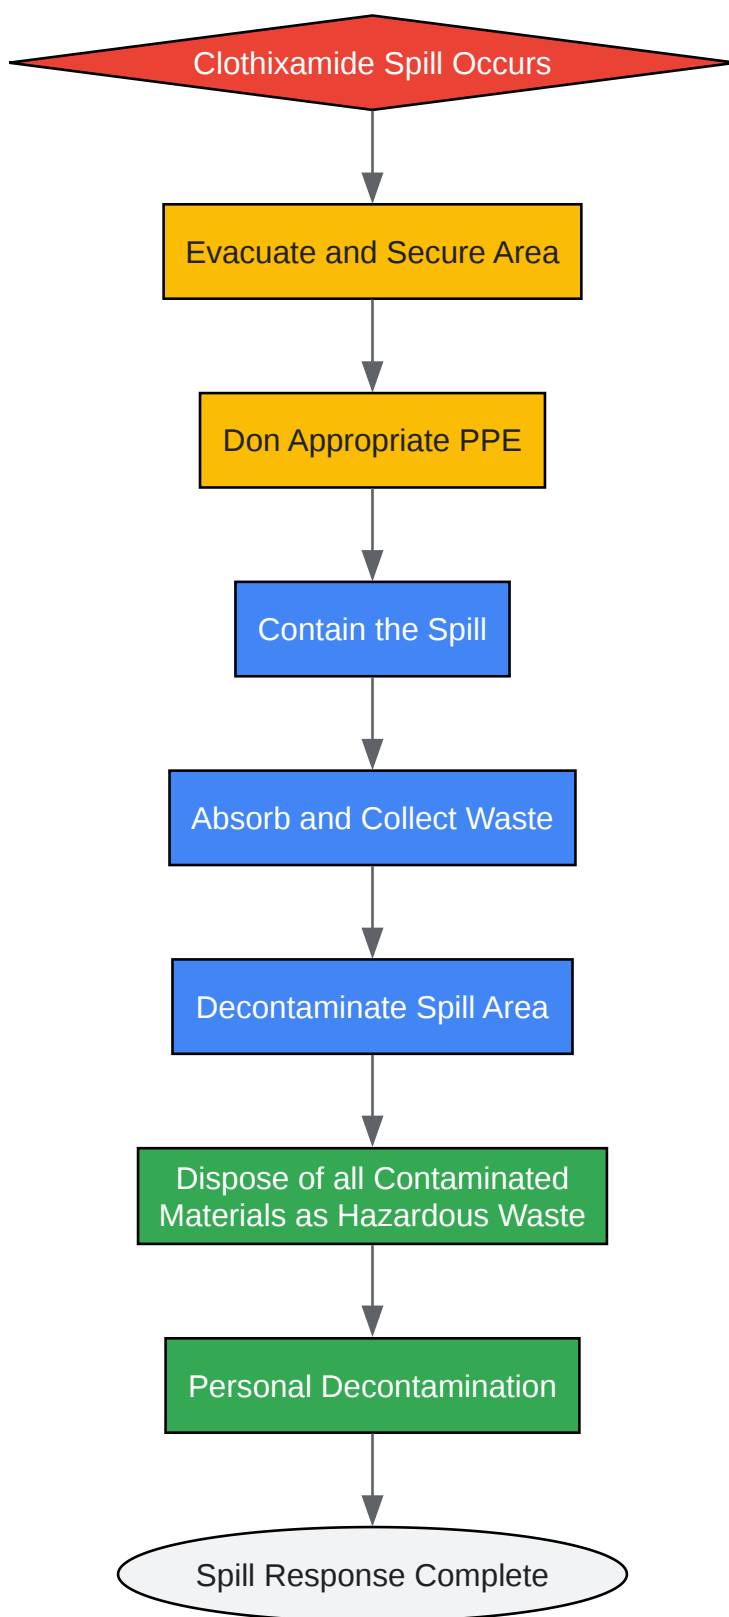 Clothixamide Spill Occurs
Evacuate and Secure Area
Don Appropriate PPE
Contain the Spill
Absorb and Collect Waste
Decontaminate Spill Area
Dispose of all Contaminated
Materials as Hazardous Waste
Personal Decontamination
Spill Response Complete